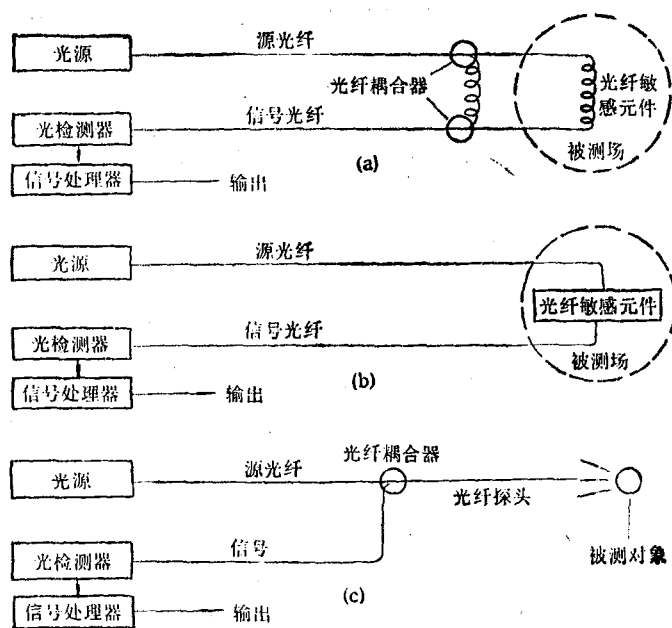 光源
源光纤
光纤耦合器
光纤敏
感元件
光检测器
信号光纤
被测场
(a)
信号处理器
输出
光源
源光纤
光纤敏感元件
光检测器
信号光纤
被测场
(b)
信号处理器
输出
光纤耦合器
光源
源光纤
光纤探头
光检测器
信号
被测对象
(c)
信号处理器
输出